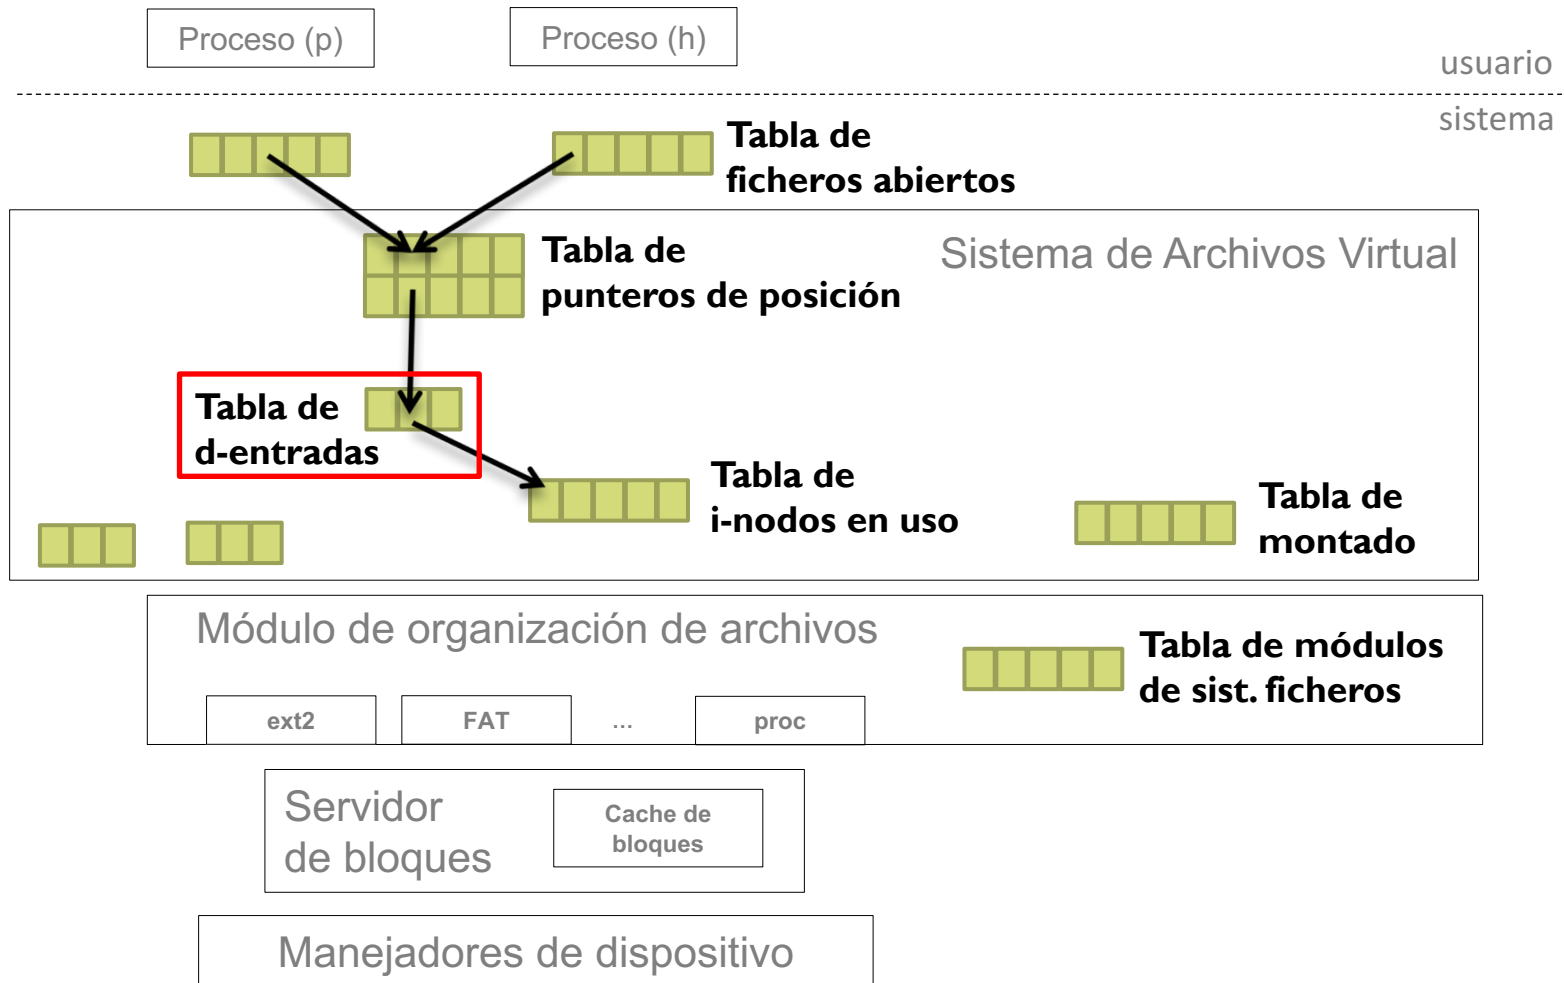 Proceso (p)
Proceso (h)
usuario
sistema
Tabla de
ficheros abiertos
Tabla de
punteros de posición
Sistema de Archivos Virtual
Tabla de
d-entradas
Tabla de
i-nodos en uso
Tabla de
montado
Módulo de organización de archivos
Tabla de módulos
de sist. ficheros
ext2
FAT
...
proc
Servidor
de bloques
Cache de
bloques
Manejadores de dispositivo